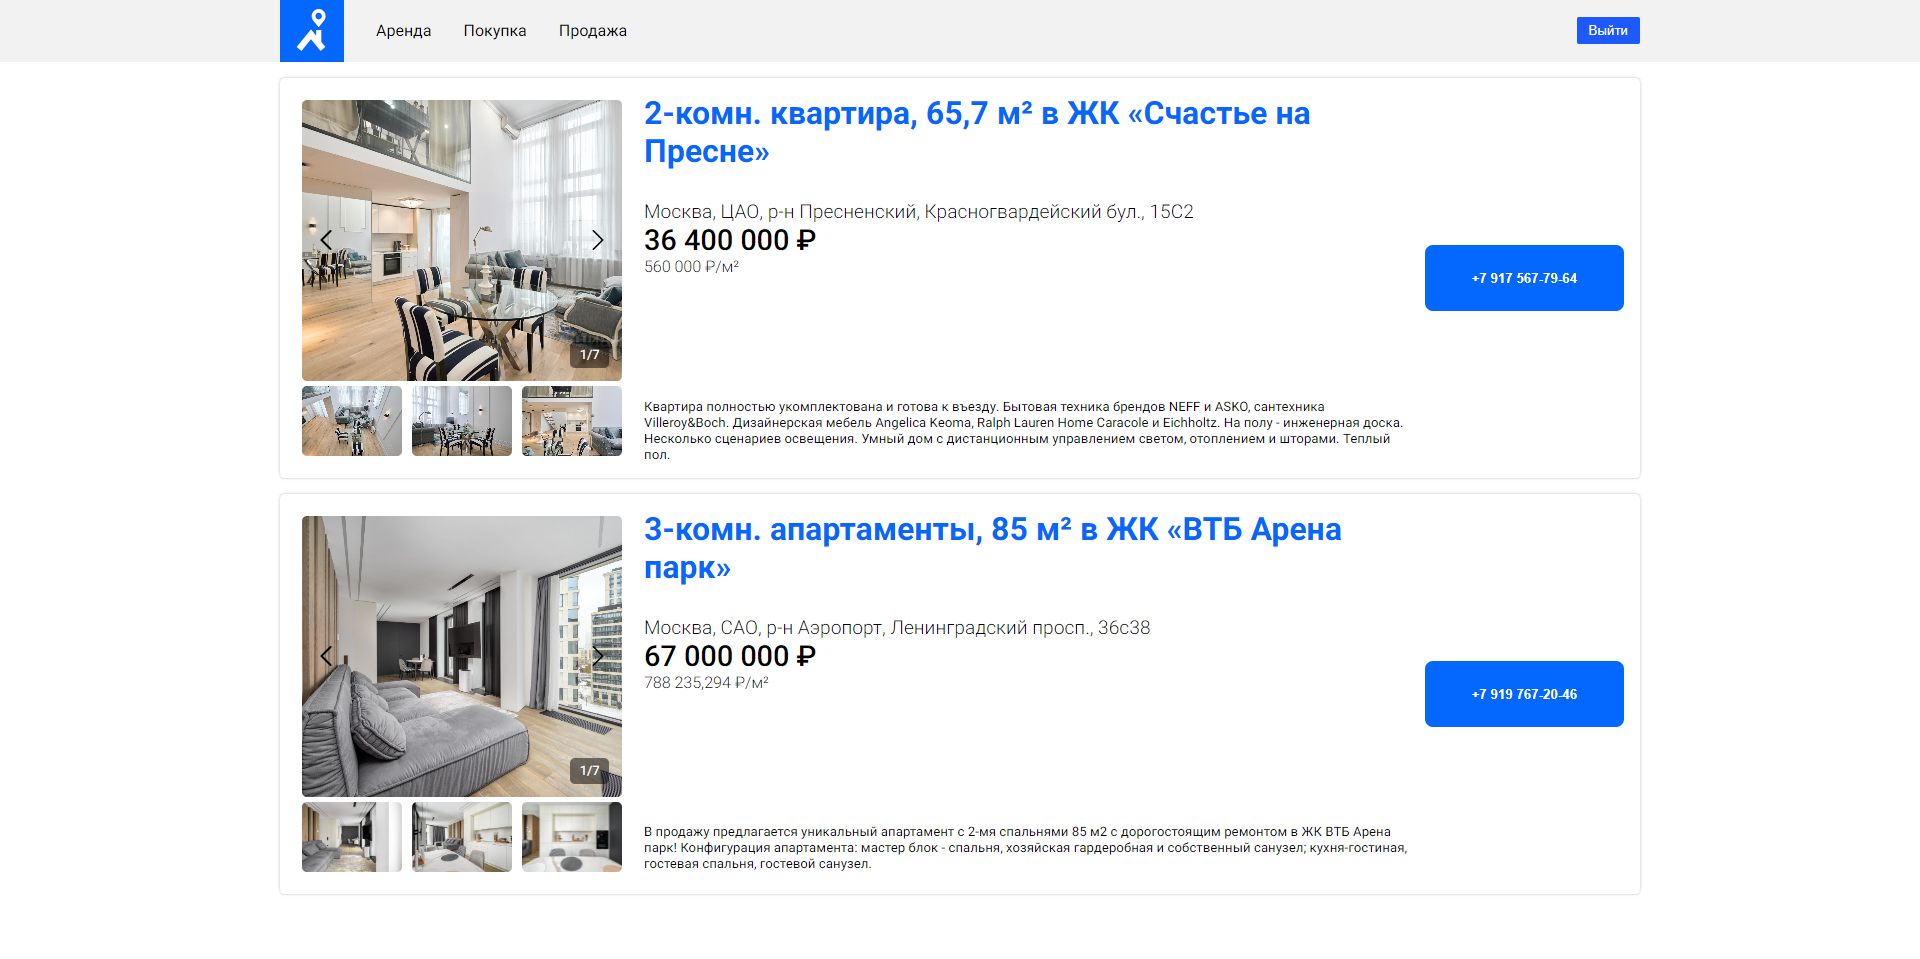 Аренда Покупка Продажа Выйти
2-комн. квартира, 65,7 м² в ЖК «Счастье на
Пресне»
Москва, ЦАО, р-н Пресненский, Красногвардейский бул., 15С2
36 400 000 ₽
560 000 ₽/м²
+7 917 567-79-64
1/7
Квартира полностью укомплектована и готова к въезду. Бытовая техника брендов NEFF и ASKO, сантехника
Villeroy&Boch. Дизайнерская мебель Angelica Keoma, Ralph Lauren Home Caracole и Eichholtz. На полу - инженерная доска.
Несколько сценариев освещения. Умный дом с дистанционным управлением светом, отоплением и шторами. Теплый
пол.
3-комн. апартаменты, 85 м² в ЖК «ВТБ Арена
парк»
Москва, САО, р-н Аэропорт, Ленинградский просп., 36с38
67 000 000 ₽
788 235,294 ₽/м²
+7 919 767-20-46
1/7
В продажу предлагается уникальный апартамент с 2-мя спальнями 85 м2 с дорогостоящим ремонтом в ЖК ВТБ Арена
парк! Конфигурация апартамента: мастер блок - спальня, хозяйская гардеробная и собственный санузел; кухня-гостиная,
гостевая спальня, гостевой санузел.